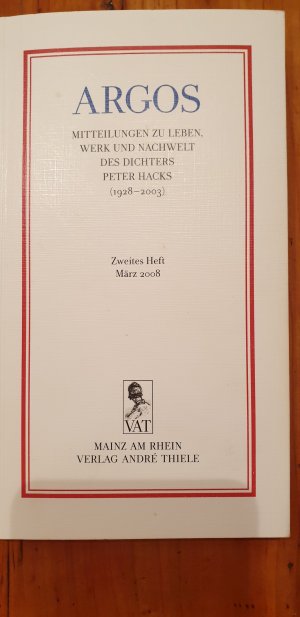 ARGOS
MITTEILUNGEN ZU LEBEN,
WERK UND NACHWELT
DES DICHTERS
PETER HACKS
(1928–2003)
Zweites Heft
März 2008
VAT
MAINZ AM RHEIN
VERLAG ANDRÉ THIELE